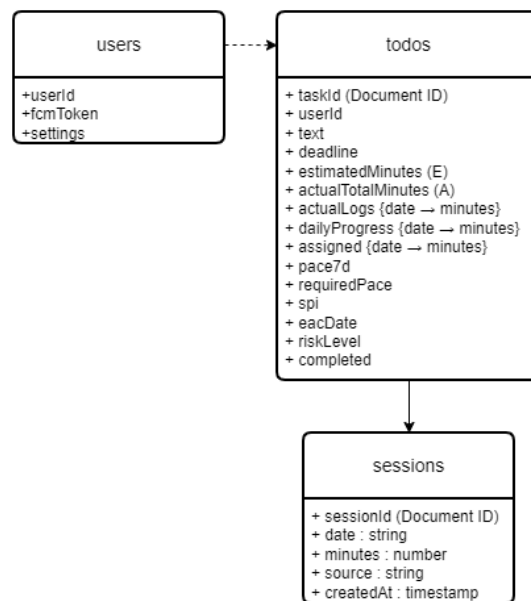 users
+userId
+fcmToken
+settings
todos
+ taskId (Document ID)
+ userId
+ text
+ deadline
+ estimatedMinutes (E)
+ actualTotalMinutes (A)
+ actualLogs {date → minutes}
+ dailyProgress {date → minutes}
+ assigned {date → minutes}
+ pace7d
+ requiredPace
+ spi
+ eacDate
+ riskLevel
+ completed
sessions
+ sessionId (Document ID)
+ date : string
+ minutes : number
+ source : string
+ createdAt : timestamp